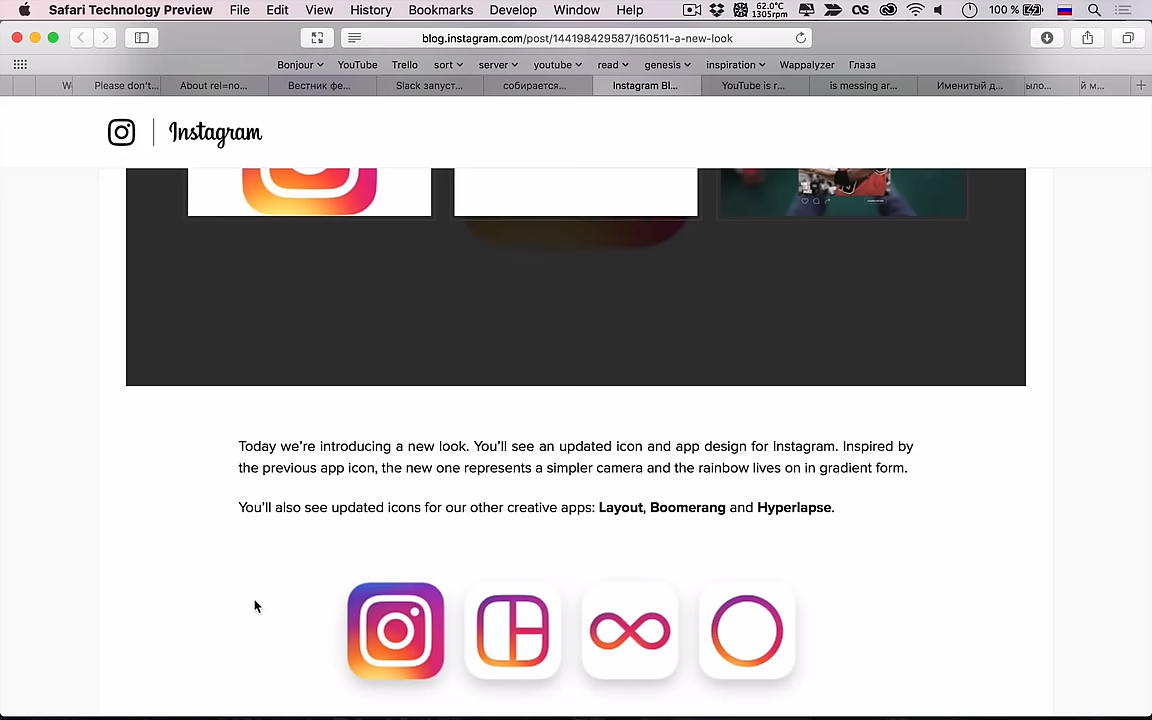 Safari Technology Preview File Edit View History Bookmarks Develop Window Help 62.0°C 1305rpm 100 %
blog.instagram.com/post/144198429587/160511-a-new-look
Bonjour YouTube Trello sort server youtube read genesis inspiration Wappalyzer Глаза
W Please don't... About rel=no... Вестник фе... Slack запуст... собирается... Instagram Bl... YouTube is r... is messing ar... Именитый д... ыло... й м...
Instagram
Today we're introducing a new look. You'll see an updated icon and app design for Instagram. Inspired by
the previous app icon, the new one represents a simpler camera and the rainbow lives on in gradient form.
You'll also see updated icons for our other creative apps: Layout, Boomerang and Hyperlapse.